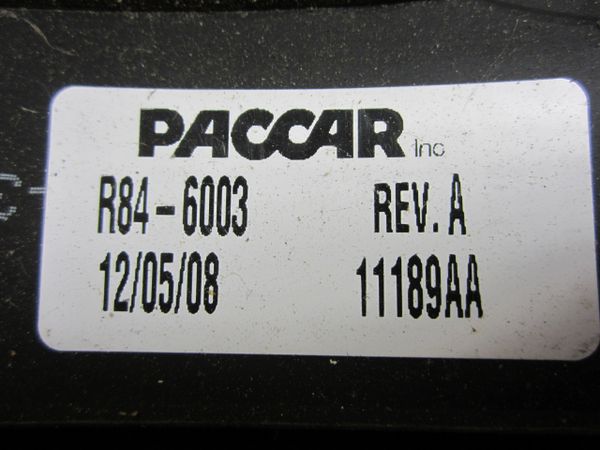 PACCAR Inc
R84-6003 REV. A
12/05/08 11189AA